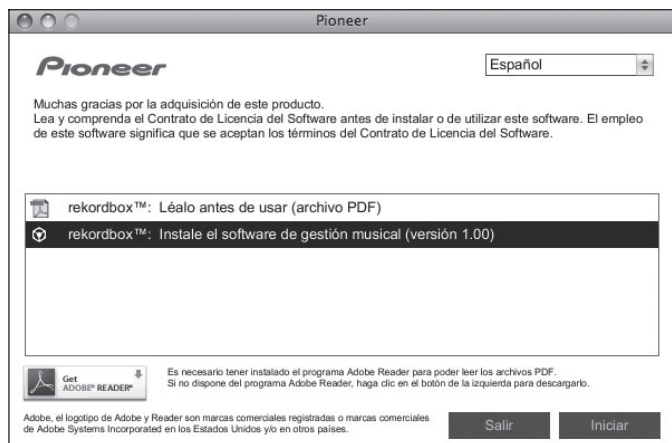 Pioneer
Pioneer
Español
Muchas gracias por la adquisición de este producto.
Lea y comprenda el Contrato de Licencia del Software antes de instalar o de utilizar este software. El empleo
de este software significa que se aceptan los términos del Contrato de Licencia del Software.
rekordbox™: Léalo antes de usar (archivo PDF)
rekordbox™: Instale el software de gestión musical (versión 1.00)
Get
ADOBE® READER®
Es necesario tener instalado el programa Adobe Reader para poder leer los archivos PDF.
Si no dispone del programa Adobe Reader, haga clic en el botón de la izquierda para descargarlo.
Adobe, el logotipo de Adobe y Reader son marcas comerciales registradas o marcas comerciales
de Adobe Systems Incorporated en los Estados Unidos y/o en otros países.
Salir
Iniciar